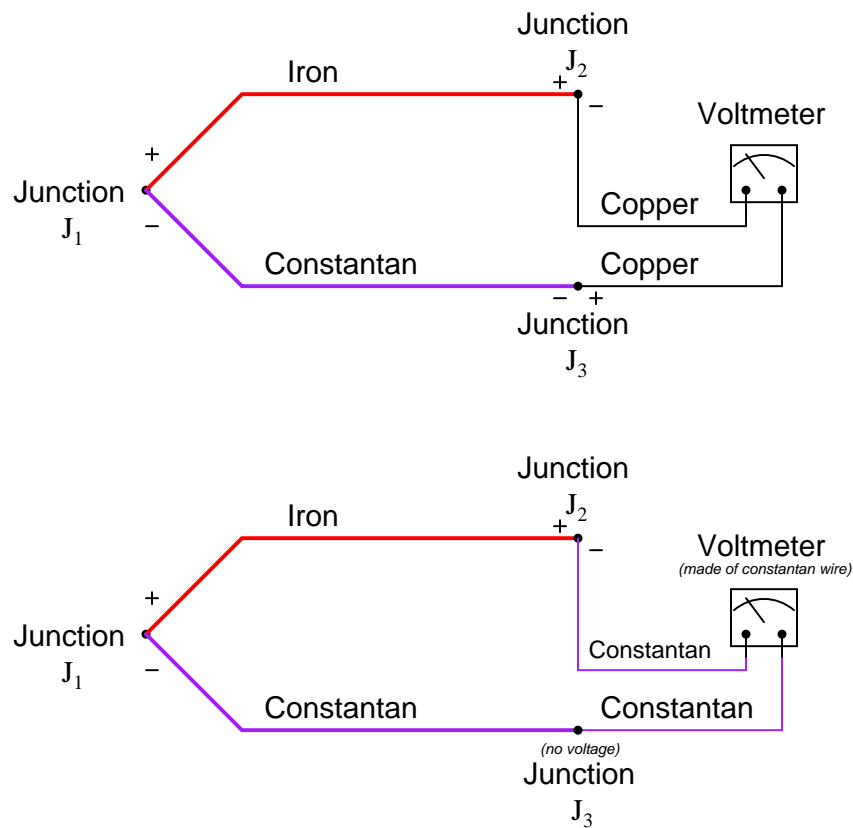 Junction
J2
Iron
+
−
Voltmeter
+
Junction
J1
−
Copper
Constantan
Copper
− +
Junction
J3
Junction
J2
Iron
+
−
Voltmeter
(made of constantan wire)
+
Junction
J1
−
Constantan
Constantan
Constantan
(no voltage)
Junction
J3